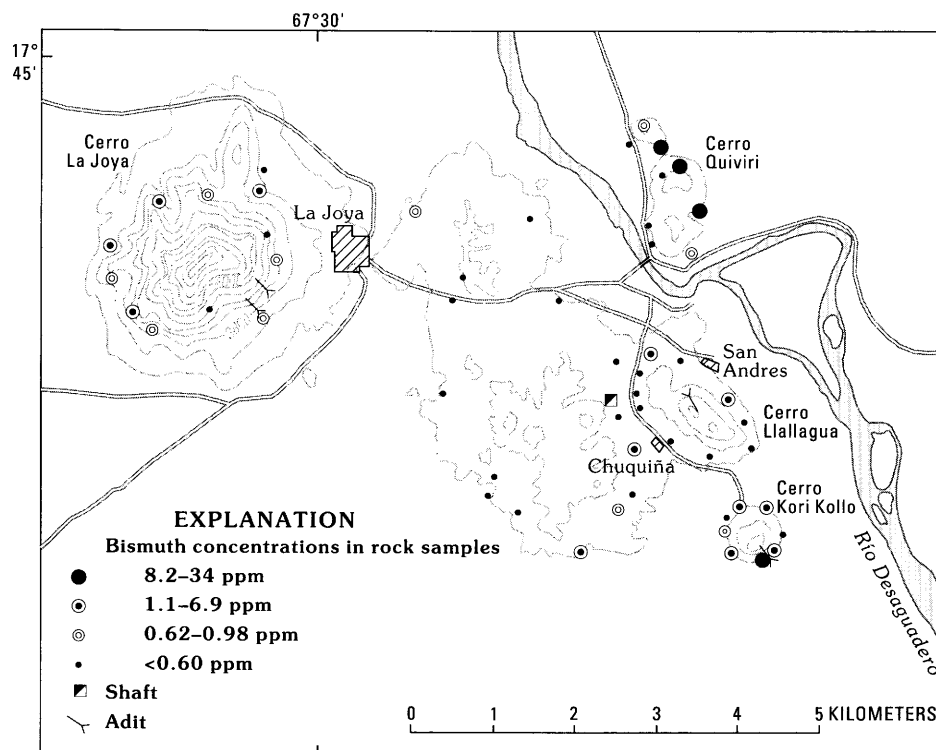 67°30'
17°
45'
Cerro
La Joya
La Joya
Cerro
Quiviri
San
Andres
Cerro
Llallagua
Chuquiña
Cerro
Kori Kollo
Río Desaguadero
EXPLANATION
Bismuth concentrations in rock samples
8.2–34 ppm
1.1–6.9 ppm
0.62–0.98 ppm
<0.60 ppm
Shaft
Adit
0 1 2 3 4 5 KILOMETERS